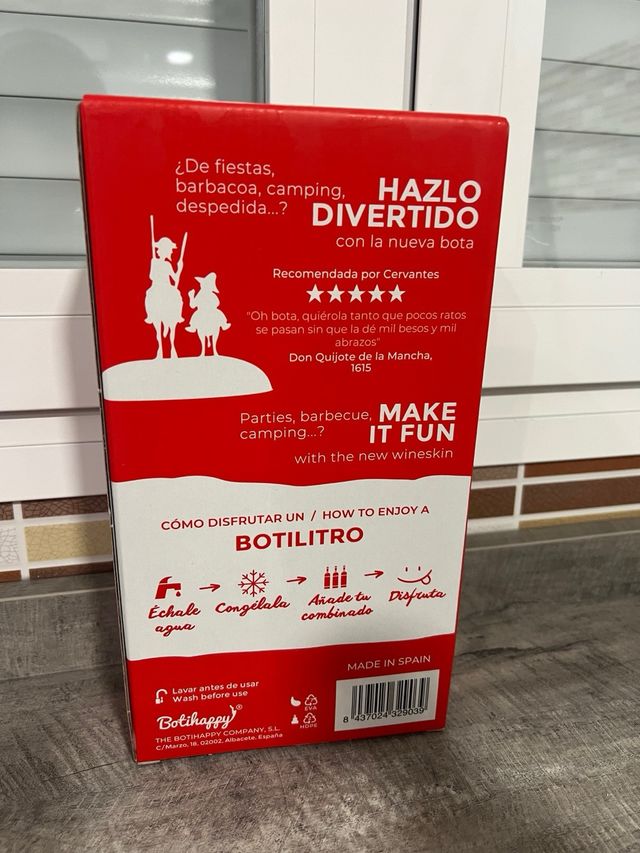 ¿De fiestas,
barbacoa, camping,
despedida...?
HAZLO
DIVERTIDO
con la nueva bota
Recomendada por Cervantes
"Oh bota, quiérola tanto que pocos ratos
se pasan sin que la dé mil besos y mil
abrazos"
Don Quijote de la Mancha,
1615
Parties, barbecue,
camping...?
MAKE
IT FUN
with the new wineskin
CÓMO DISFRUTAR UN / HOW TO ENJOY A
BOTILITRO
Échale
agua
Congélala
Añade tu
combinado
Disfruta
MADE IN SPAIN
Lavar antes de usar
Wash before use
Botihappy®
THE BOTIHAPPY COMPANY, S.L.
C/Marzo, 18, 02002, Albacete, España
EVA
HDPE
8 437024 329039